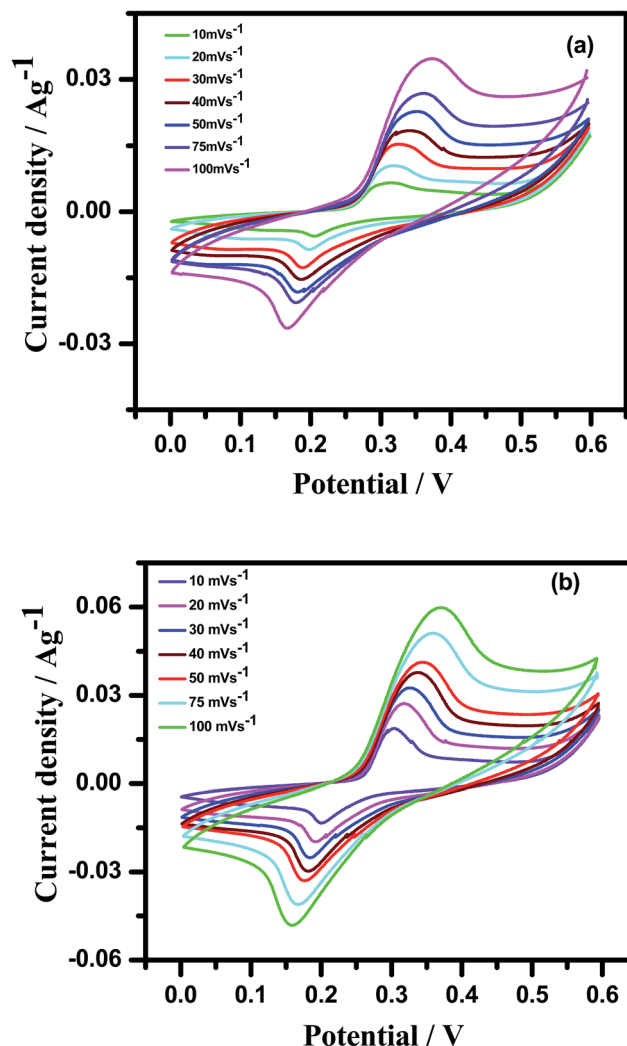 (a)
10mVs⁻¹
20mVs⁻¹
30mVs⁻¹
40mVs⁻¹
50mVs⁻¹
75mVs⁻¹
100mVs⁻¹
0.03
0.00
-0.03
Current density / Ag⁻¹
0.0 0.1 0.2 0.3 0.4 0.5 0.6
Potential / V
(b)
10 mVs⁻¹
20 mVs⁻¹
30 mVs⁻¹
40 mVs⁻¹
50 mVs⁻¹
75 mVs⁻¹
100 mVs⁻¹
0.06
0.03
0.00
-0.03
-0.06
Current density / Ag⁻¹
0.0 0.1 0.2 0.3 0.4 0.5 0.6
Potential / V